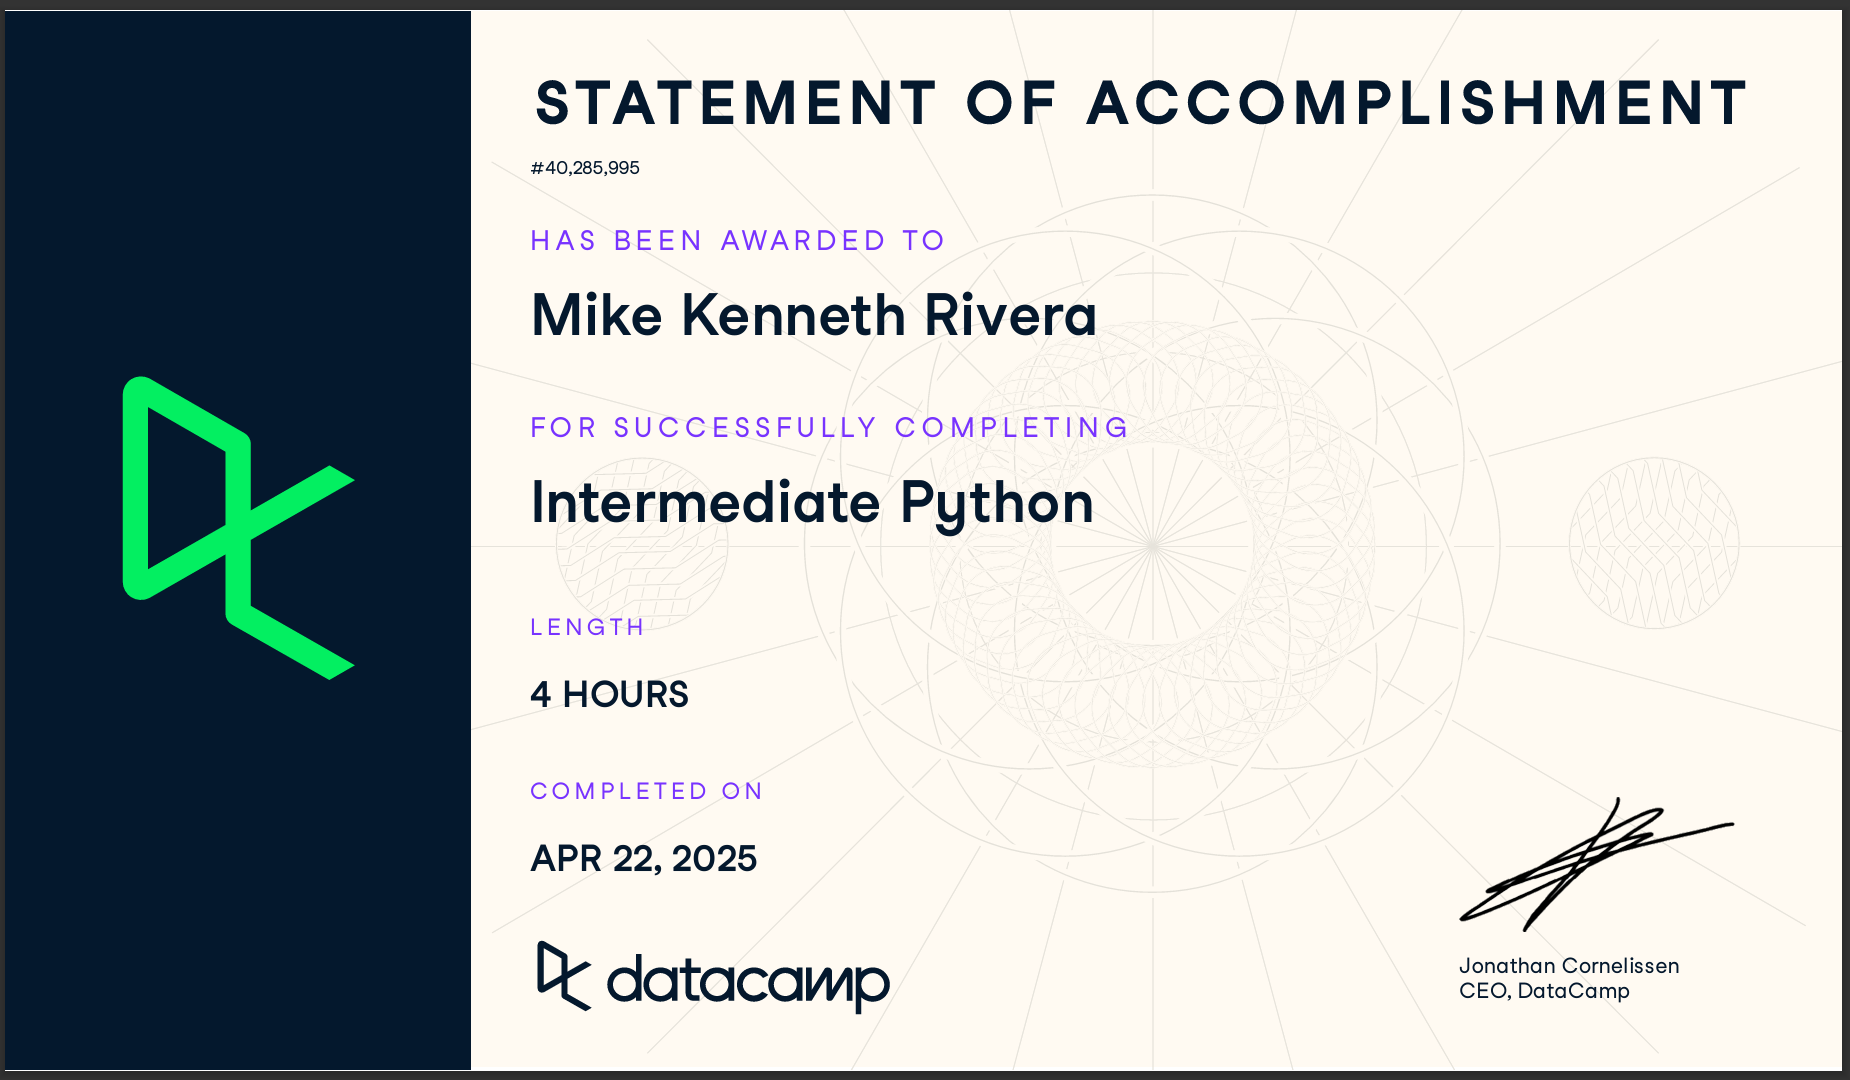 STATEMENT OF ACCOMPLISHMENT
#40,285,995
HAS BEEN AWARDED TO
Mike Kenneth Rivera
FOR SUCCESSFULLY COMPLETING
Intermediate Python
LENGTH
4 HOURS
COMPLETED ON
APR 22, 2025
datacamp
Jonathan Cornelissen
CEO, DataCamp